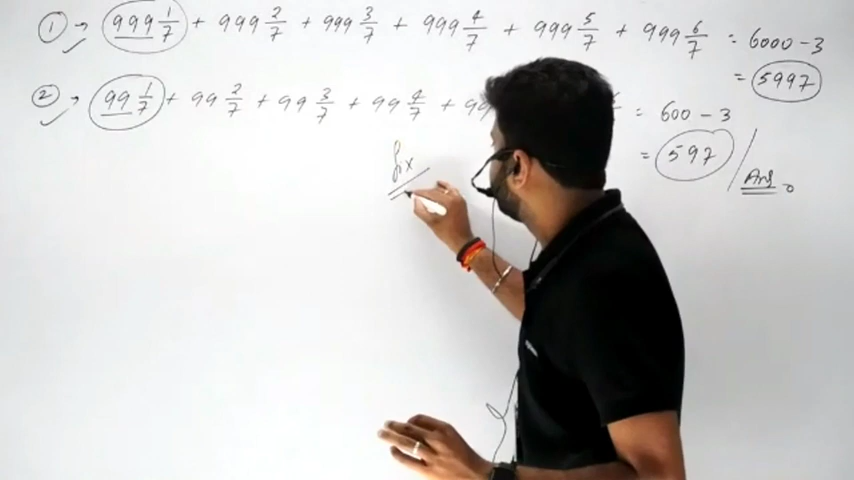 ① → 999 1/7 + 999 2/7 + 999 3/7 + 999 4/7 + 999 5/7 + 999 6/7 = 6000 - 3
= 5997
② → 99 1/7 + 99 2/7 + 99 3/7 + 99 4/7 + 99 = 600 - 3
= 597 / Ans.
fix